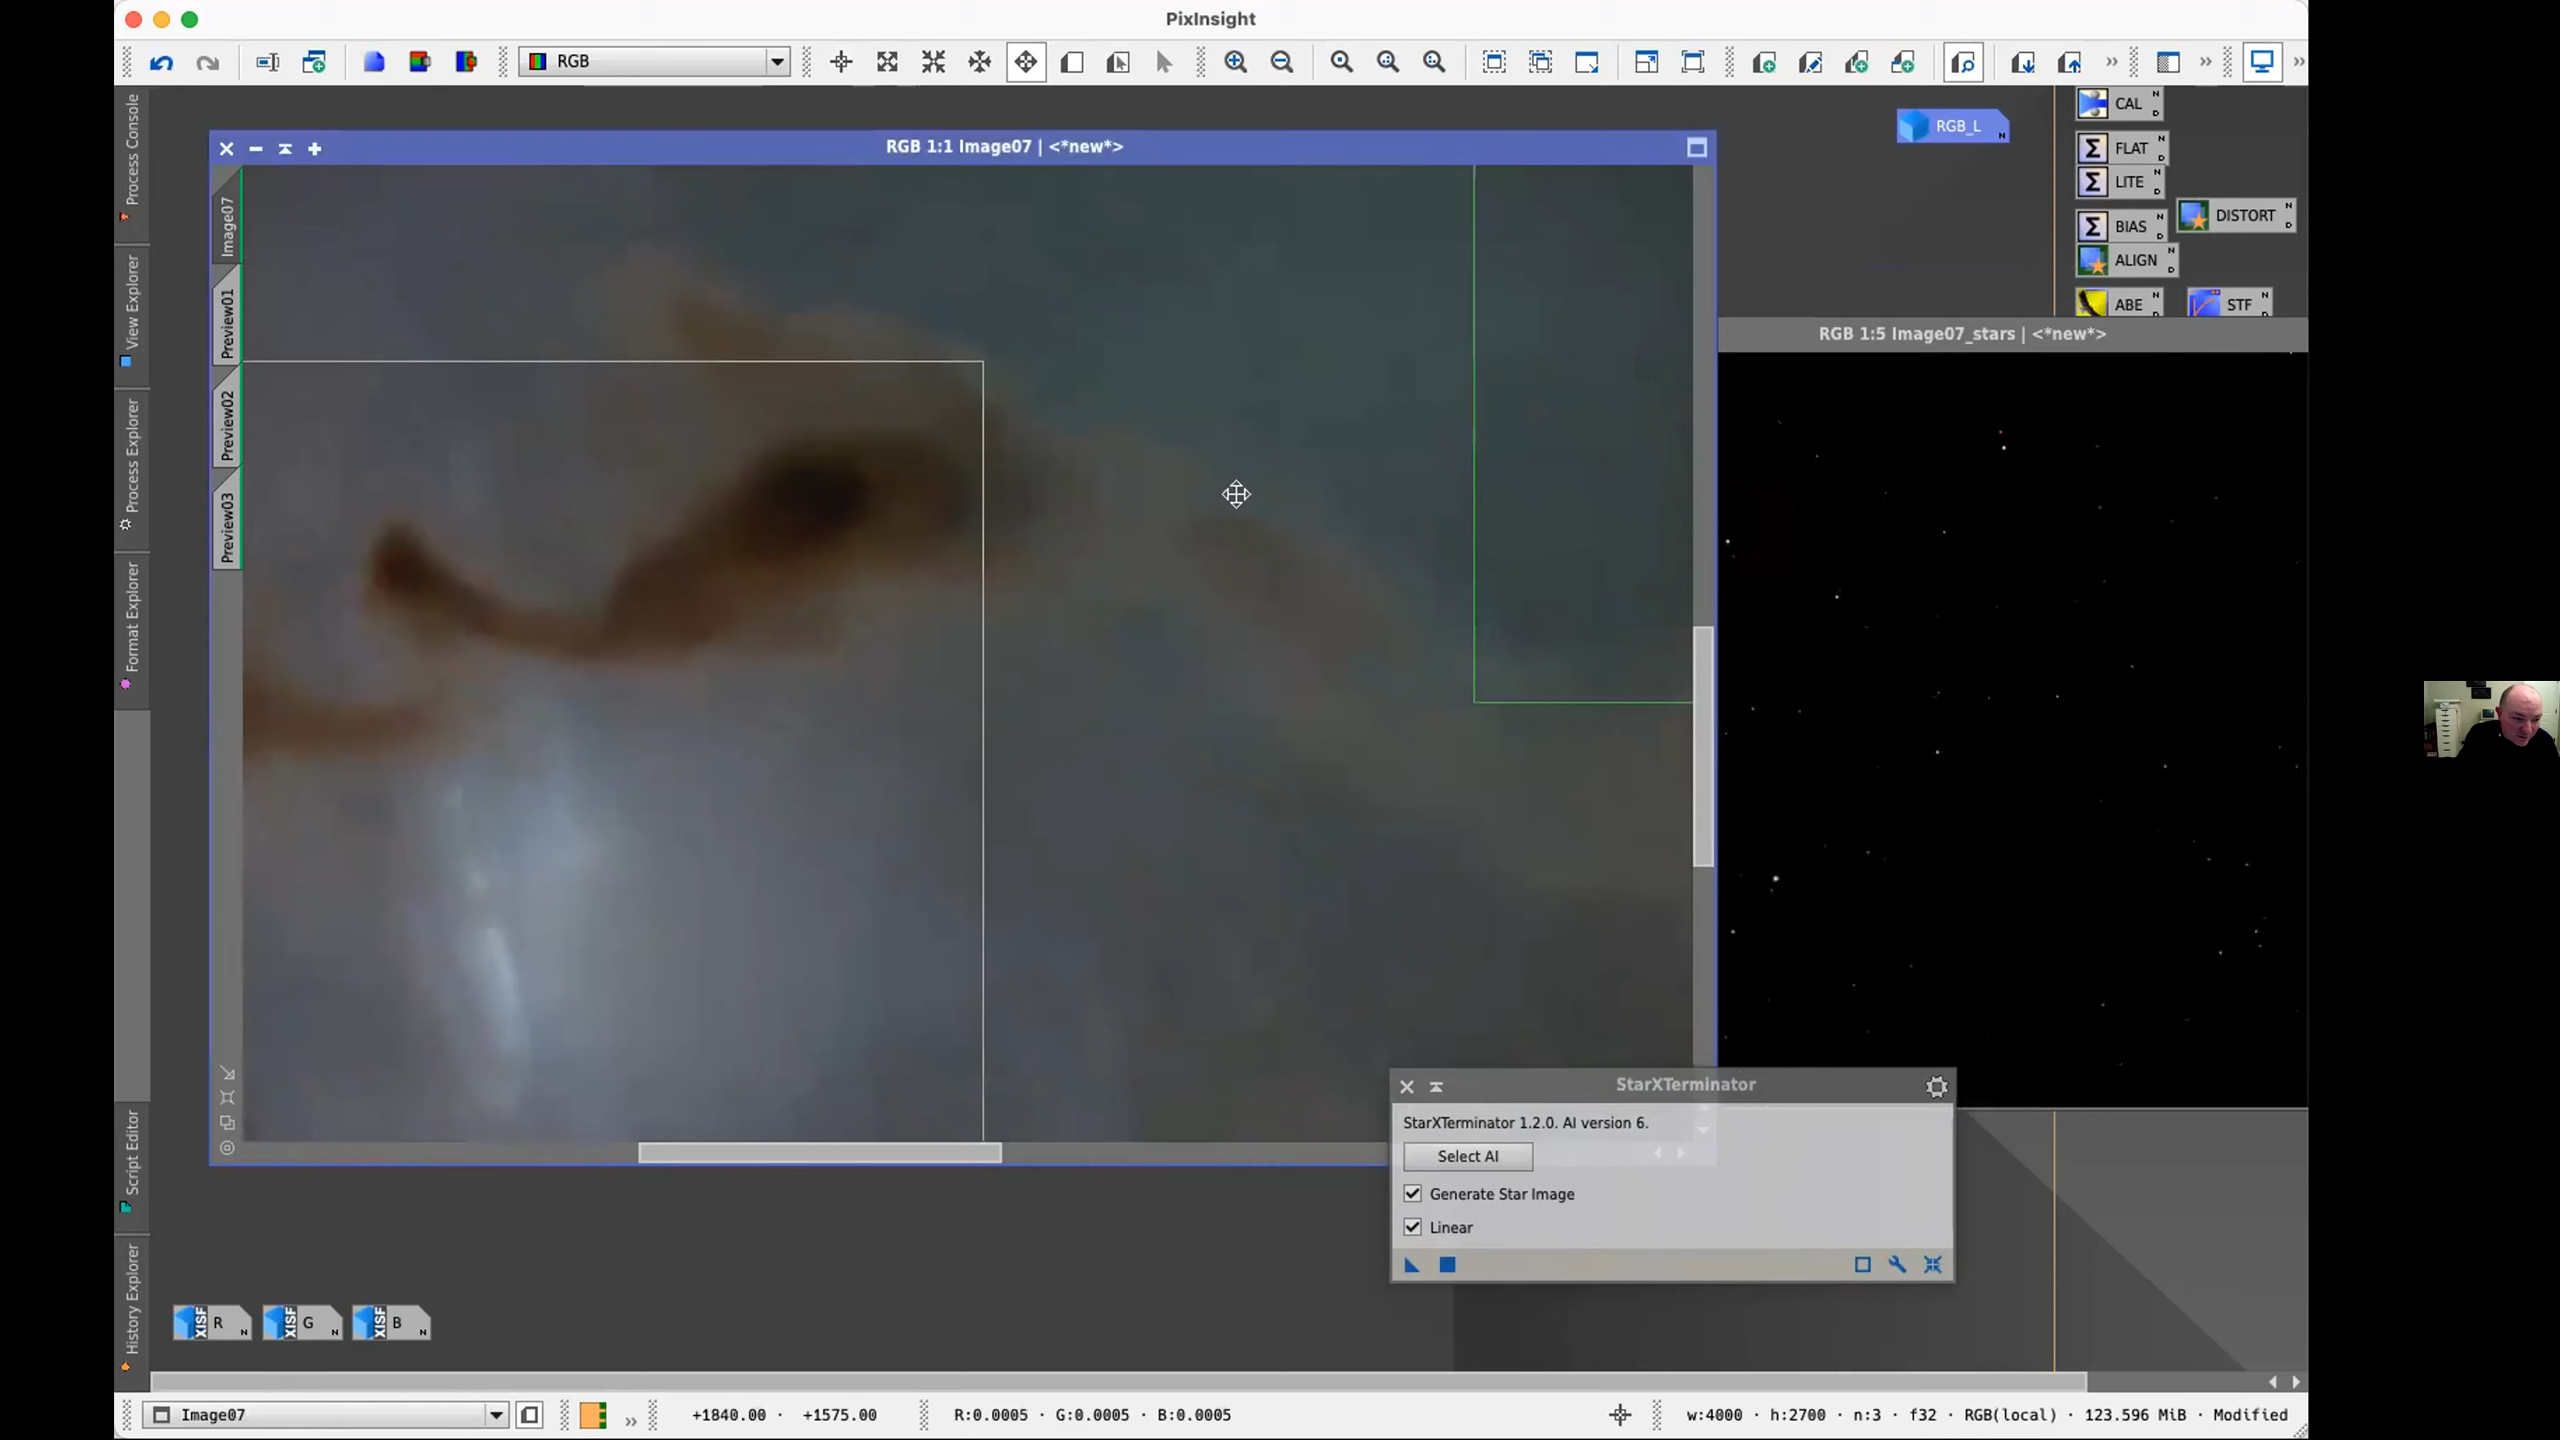 PixInsight
RGB
Process Console
View Explorer
Process Explorer
Format Explorer
Script Editor
History Explorer
RGB 1:1 Image07 | <*new*>
Image07
Preview01
Preview02
Preview03
RGB_L
N
CAL
N
D
FLAT
N
D
LITE
N
D
DISTORT
N
D
BIAS
N
D
ALIGN
N
D
ABE
N
D
STF
N
D
RGB 1:5 Image07_stars | <*new*>
StarXTerminator
StarXTerminator 1.2.0. AI version 6.
Select AI
Generate Star Image
Linear
XISF R N
XISF G N
XISF B N
Image07
+1840.00 · +1575.00
R:0.0005 · G:0.0005 · B:0.0005
w:4000 · h:2700 · n:3 · f32 · RGB(local) · 123.596 MiB · Modified